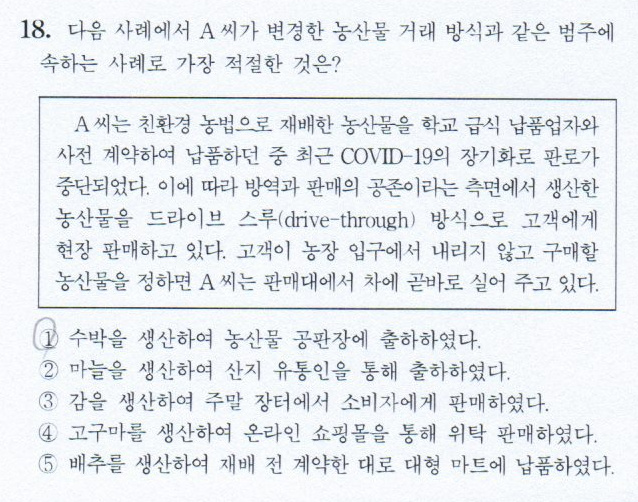 18. 다음 사례에서 A씨가 변경한 농산물 거래 방식과 같은 범주에
속하는 사례로 가장 적절한 것은?
A씨는 친환경 농법으로 재배한 농산물을 학교 급식 납품업자와
사전 계약하여 납품하던 중 최근 COVID-19의 장기화로 판로가
중단되었다. 이에 따라 방역과 판매의 공존이라는 측면에서 생산한
농산물을 드라이브 스루(drive-through) 방식으로 고객에게
현장 판매하고 있다. 고객이 농장 입구에서 내리지 않고 구매할
농산물을 정하면 A씨는 판매대에서 차에 곧바로 실어 주고 있다.
① 수박을 생산하여 농산물 공판장에 출하하였다.
② 마늘을 생산하여 산지 유통인을 통해 출하하였다.
③ 감을 생산하여 주말 장터에서 소비자에게 판매하였다.
④ 고구마를 생산하여 온라인 쇼핑몰을 통해 위탁 판매하였다.
⑤ 배추를 생산하여 재배 전 계약한 대로 대형 마트에 납품하였다.